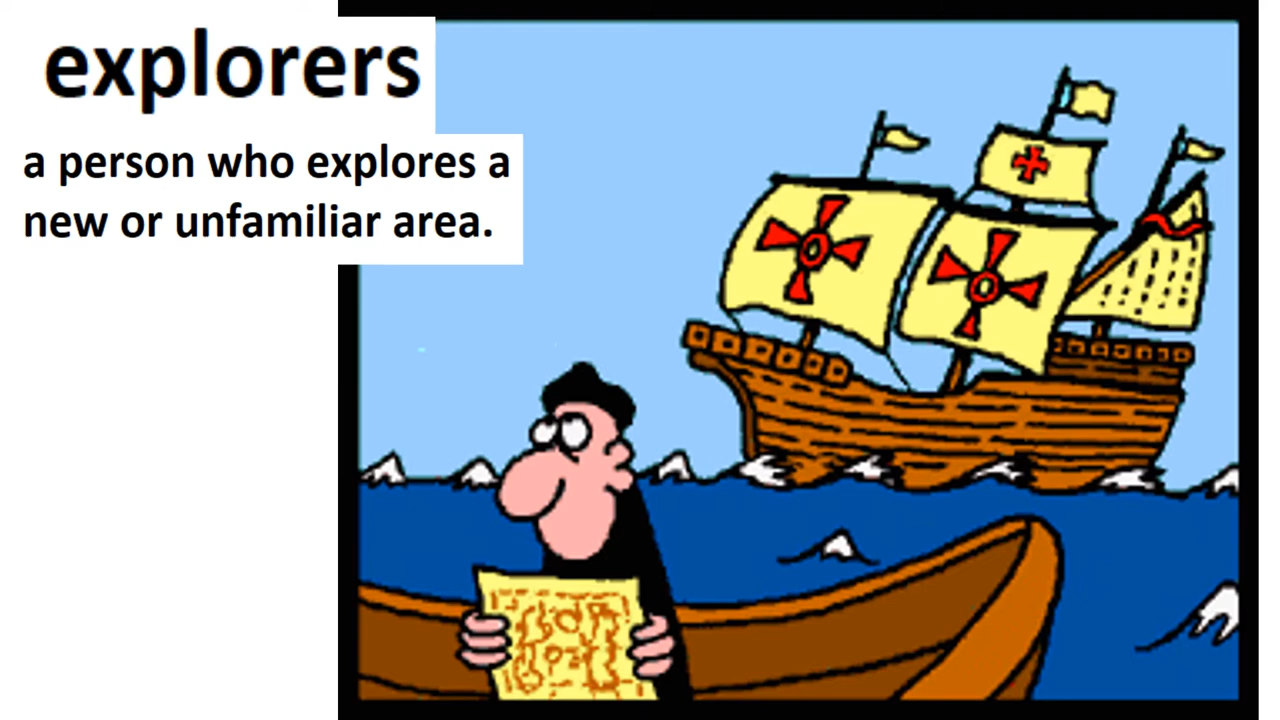 explorers
a person who explores a
new or unfamiliar area.